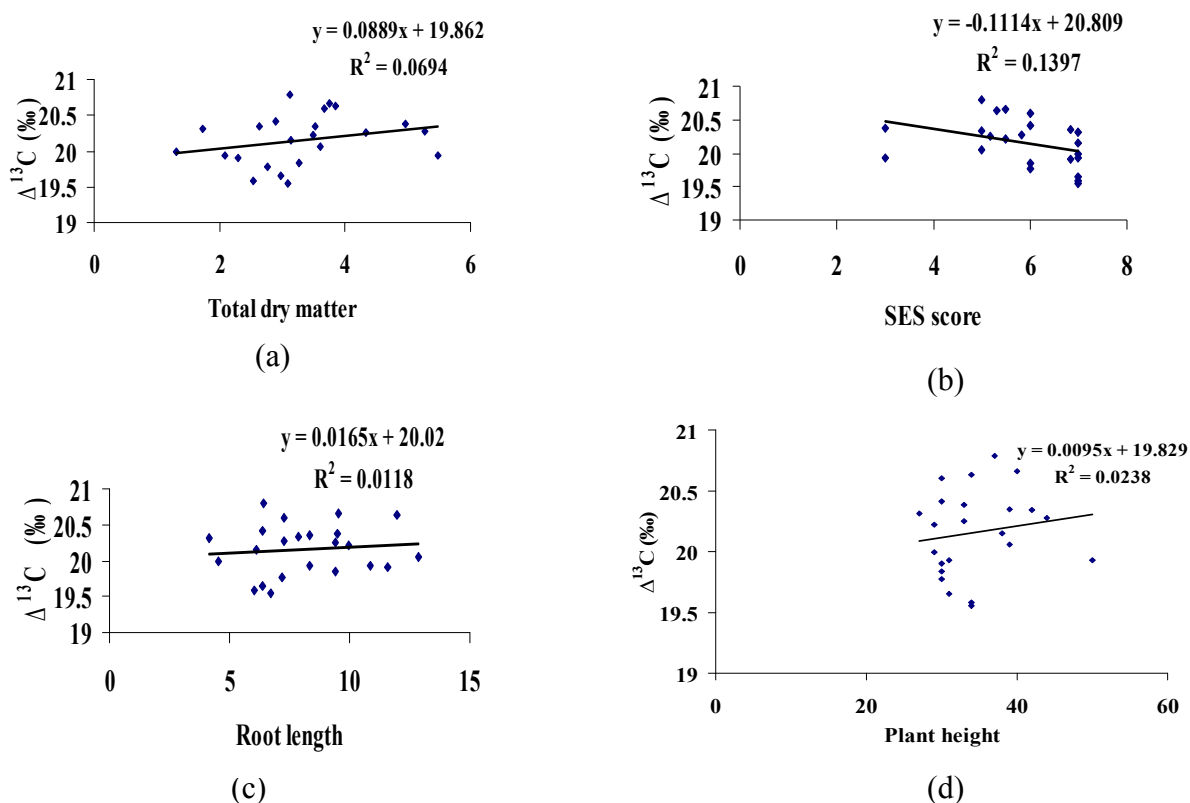 y = 0.0889x + 19.862
R² = 0.0694
21
20.5
20
19.5
19
Δ ¹³C (‰)
0 2 4 6
Total dry matter
(a)
y = -0.1114x + 20.809
R² = 0.1397
21
20.5
20
19.5
19
Δ ¹³C (‰)
0 2 4 6 8
SES score
(b)
y = 0.0165x + 20.02
R² = 0.0118
21
20.5
20
19.5
19
Δ ¹³C (‰)
0 5 10 15
Root length
(c)
y = 0.0095x + 19.829
R² = 0.0238
21
20.5
20
19.5
19
Δ ¹³C (‰)
0 20 40 60
Plant height
(d)